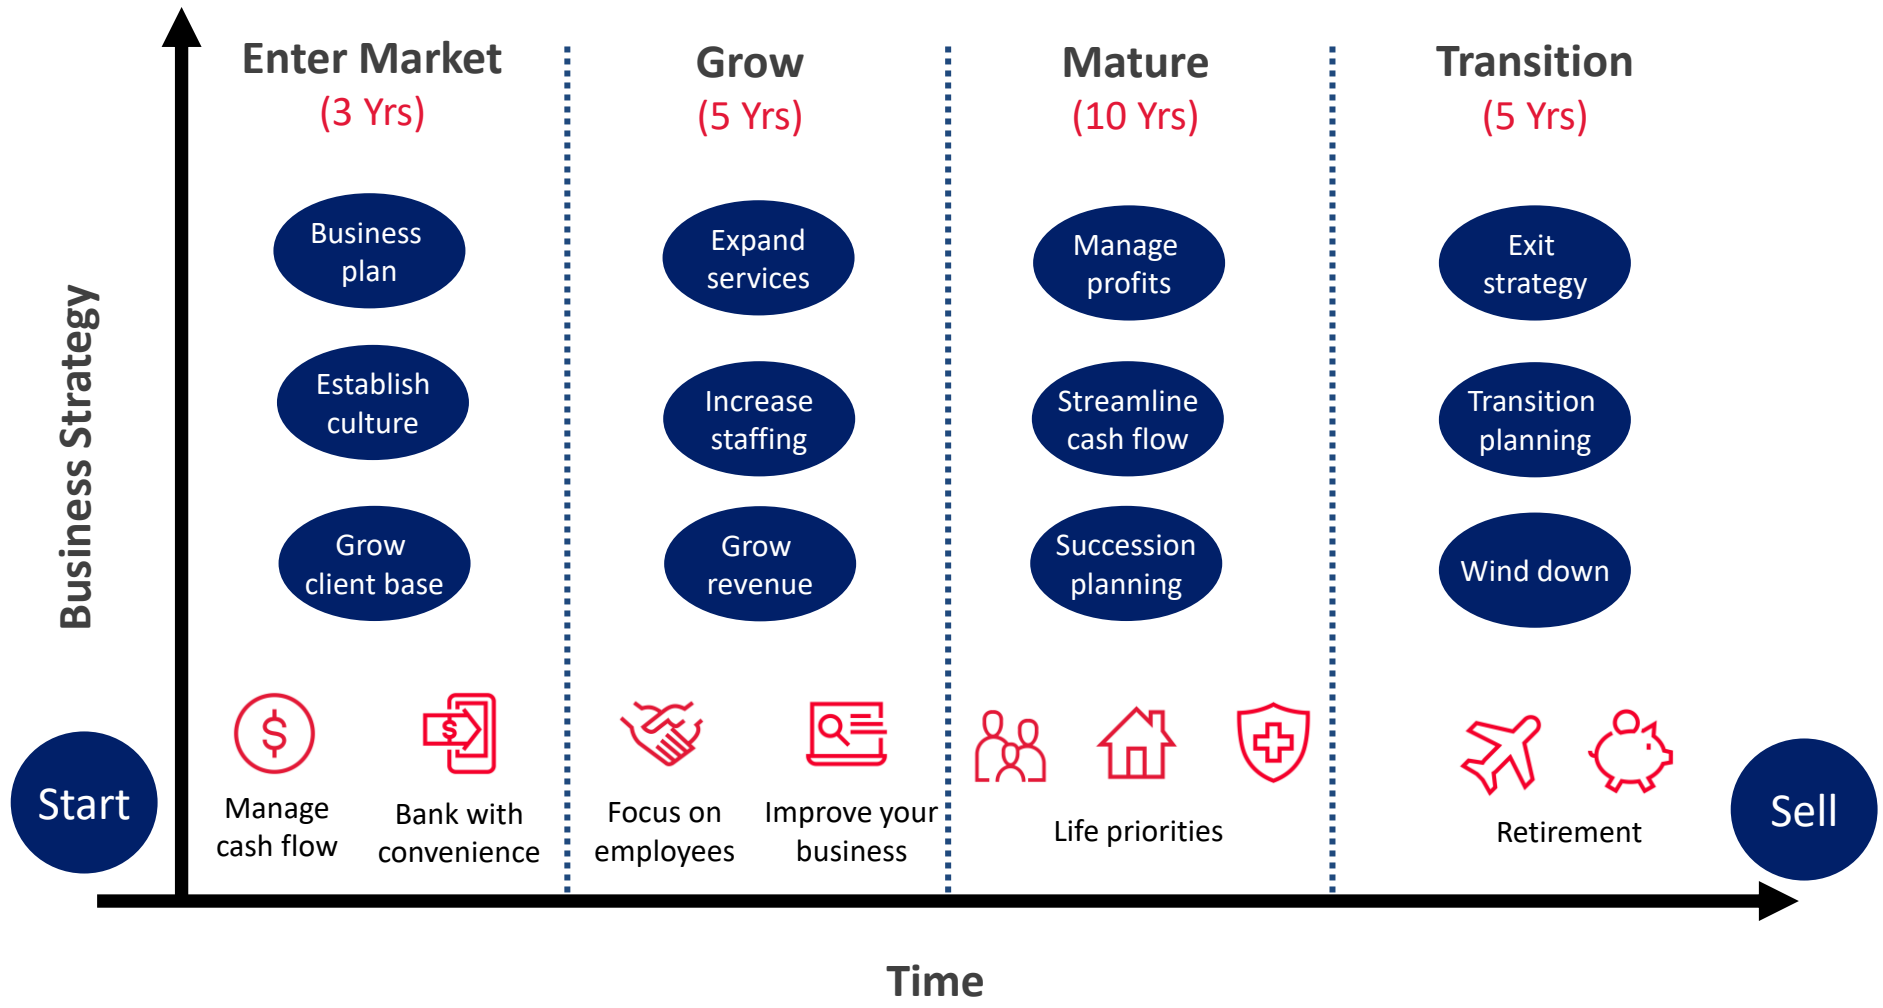 Enter Market
(3 Yrs)
Grow
(5 Yrs)
Mature
(10 Yrs)
Transition
(5 Yrs)
Business Strategy
Business
plan
Expand
services
Manage
profits
Exit
strategy
Establish
culture
Increase
staffing
Streamline
cash flow
Transition
planning
Grow
client base
Grow
revenue
Succession
planning
Wind down
Start
$
Manage
cash flow
$
Bank with
convenience
Focus on
employees
Improve your
business
Life priorities
Retirement
Sell
Time